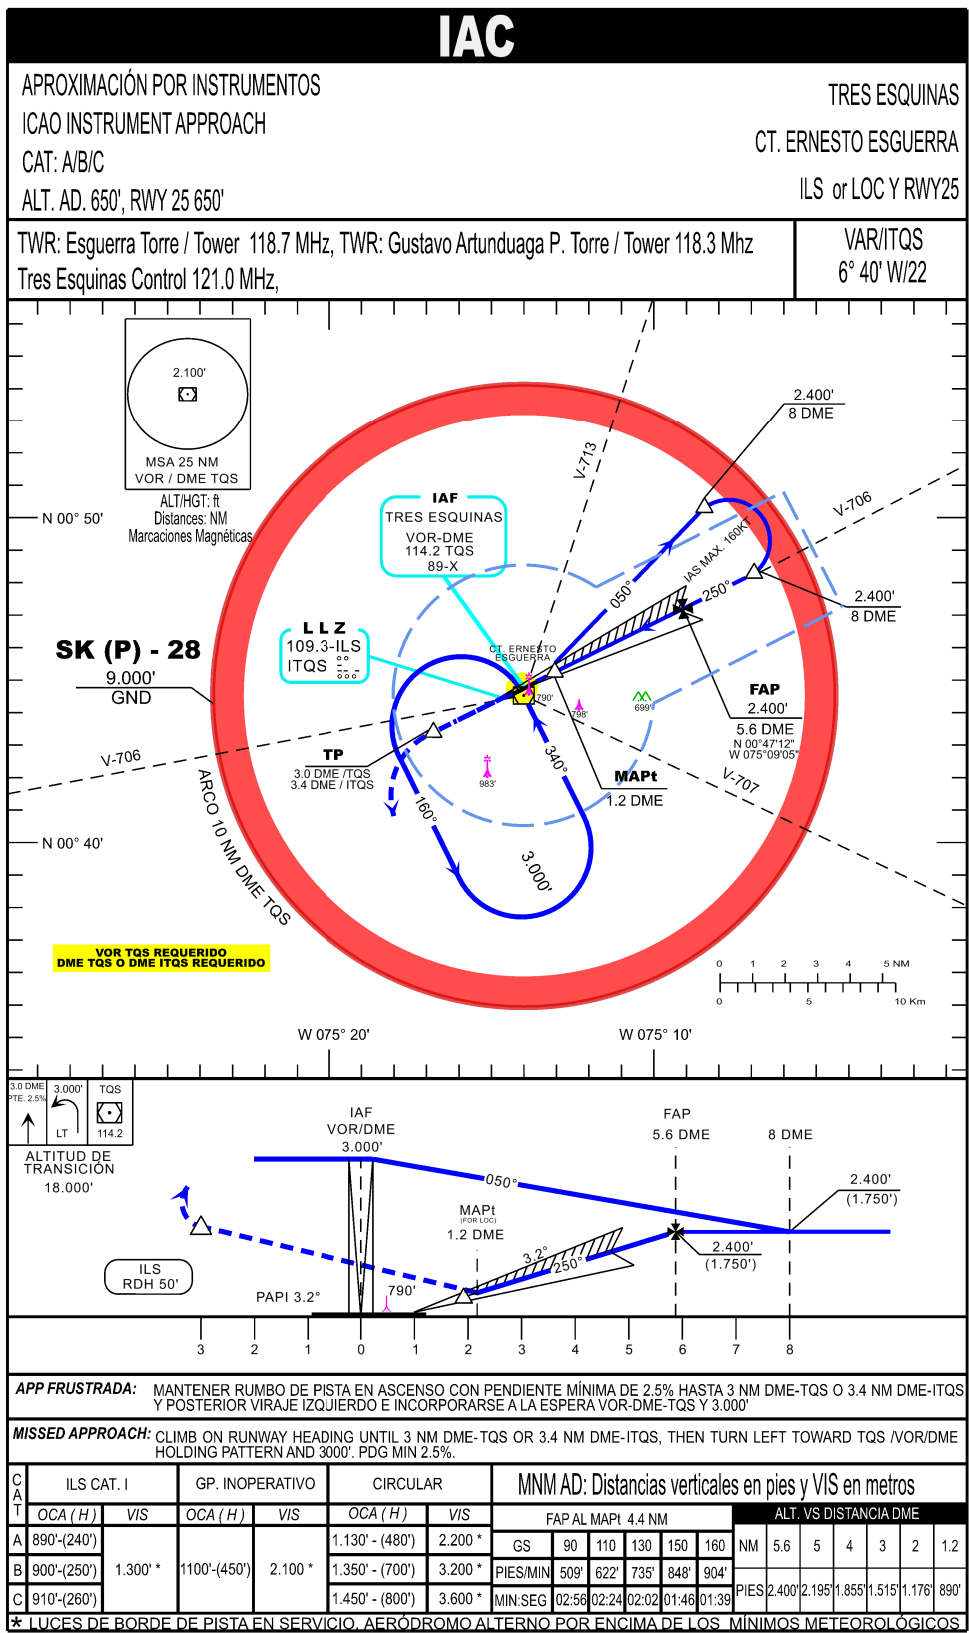 IAC
APROXIMACIÓN POR INSTRUMENTOS
ICAO INSTRUMENT APPROACH
CAT: A/B/C
ALT. AD. 650', RWY 25 650'
TRES ESQUINAS
CT. ERNESTO ESGUERRA
ILS or LOC Y RWY25
TWR: Esguerra Torre / Tower 118.7 MHz, TWR: Gustavo Artunduaga P. Torre / Tower 118.3 Mhz
Tres Esquinas Control 121.0 MHz,
VAR/ITQS
6° 40' W/22
2.100'
MSA 25 NM
VOR / DME TQS
ALT/HGT: ft
Distances: NM
Marcaciones Magnéticas
N 00° 50'
IAF
TRES ESQUINAS
VOR-DME
114.2 TQS
89-X
V-713
2.400'
8 DME
V-706
IAS MAX. 160KT
050°
250°
2.400'
8 DME
L L Z
109.3-ILS
ITQS
SK (P) - 28
9.000'
GND
CT. ERNESTO
ESGUERRA
790'
798'
699'
FAP
2.400'
5.6 DME
N 00°47'12"
W 075°09'05"
TP
3.0 DME /TQS
3.4 DME / ITQS
983'
340°
160°
3.000'
MAPt
1.2 DME
V-706
V-707
N 00° 40'
ARCO 10 NM DME TQS
VOR TQS REQUERIDO
DME TQS O DME ITQS REQUERIDO
0 1 2 3 4 5 NM
0 5 10 Km
W 075° 20'
W 075° 10'
3.0 DME
PTE. 2.5%
3.000'
LT
TQS
114.2
ALTITUD DE
TRANSICIÓN
18.000'
IAF
VOR/DME
3.000'
FAP
5.6 DME
8 DME
050°
2.400'
(1.750')
MAPt
(FOR LOC)
1.2 DME
3.2°
250°
2.400'
(1.750')
ILS
RDH 50'
PAPI 3.2°
790'
3 2 1 0 1 2 3 4 5 6 7 8
APP FRUSTRADA: MANTENER RUMBO DE PISTA EN ASCENSO CON PENDIENTE MÍNIMA DE 2.5% HASTA 3 NM DME-TQS O 3.4 NM DME-ITQS
Y POSTERIOR VIRAJE IZQUIERDO E INCORPORARSE A LA ESPERA VOR-DME-TQS Y 3.000'
MISSED APPROACH: CLIMB ON RUNWAY HEADING UNTIL 3 NM DME-TQS OR 3.4 NM DME-ITQS, THEN TURN LEFT TOWARD TQS /VOR/DME
HOLDING PATTERN AND 3000'. PDG MIN 2.5%.
CAT ILS CAT. I GP. INOPERATIVO CIRCULAR
OCA ( H ) VIS OCA ( H ) VIS OCA ( H ) VIS
A 890'-(240') 1.130' - (480') 2.200 *
B 900'-(250') 1.300' * 1100'-(450') 2.100 * 1.350' - (700') 3.200 *
C 910'-(260') 1.450' - (800') 3.600 *
MNM AD: Distancias verticales en pies y VIS en metros
FAP AL MAPt 4.4 NM
GS 90 110 130 150 160
PIES/MIN 509' 622' 735' 848' 904'
MIN:SEG 02:56 02:24 02:02 01:46 01:39
ALT. VS DISTANCIA DME
NM 5.6 5 4 3 2 1.2
PIES 2.400' 2.195' 1.855' 1.515' 1.176' 890'
* LUCES DE BORDE DE PISTA EN SERVICIO. AERÓDROMO ALTERNO POR ENCIMA DE LOS MÍNIMOS METEOROLÓGICOS